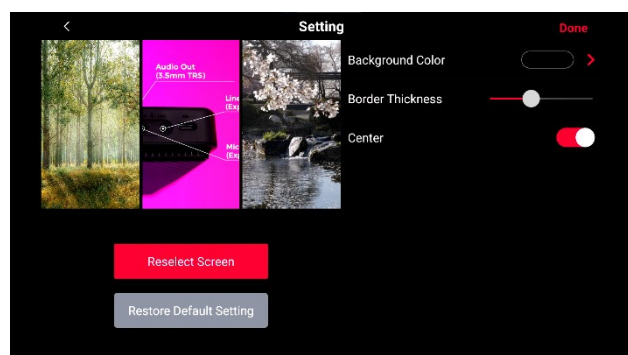 Setting
Done
Audio Out
(3.5mm TRS)
Background Color
Border Thickness
Center
Reselect Screen
Restore Default Setting